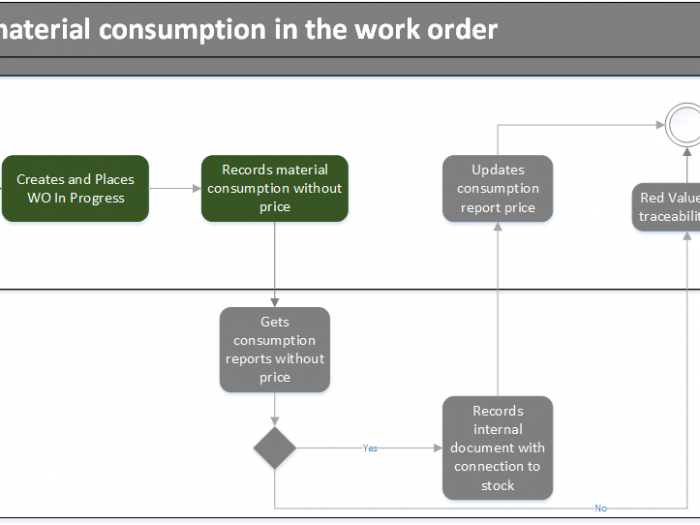 material consumption in the work order
Creates and Places
WO In Progress
Records material
consumption without
price
Updates
consumption
report price
Red Value
traceabilit
Gets
consumption
reports without
price
Records
internal
document with
connection to
stock
Yes
No